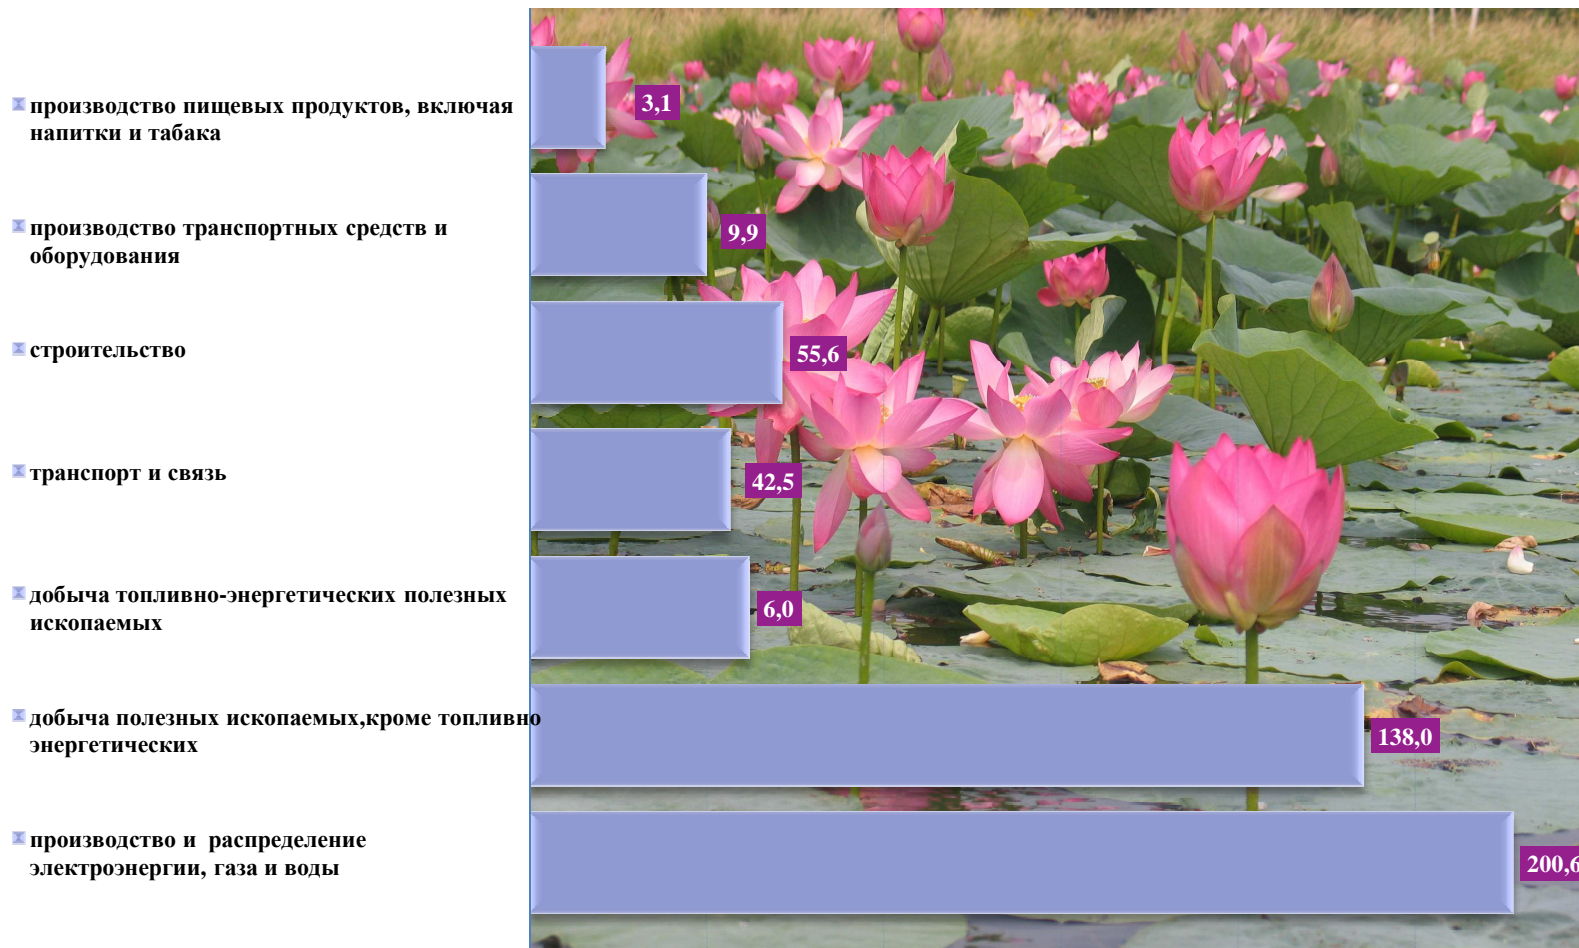 производство пищевых продуктов, включая
напитки и табака
3,1
производство транспортных средств и
оборудования
9,9
строительство
55,6
транспорт и связь
42,5
добыча топливно-энергетических полезных
ископаемых
6,0
добыча полезных ископаемых,кроме топливно
энергетических
138,0
производство и распределение
электроэнергии, газа и воды
200,6